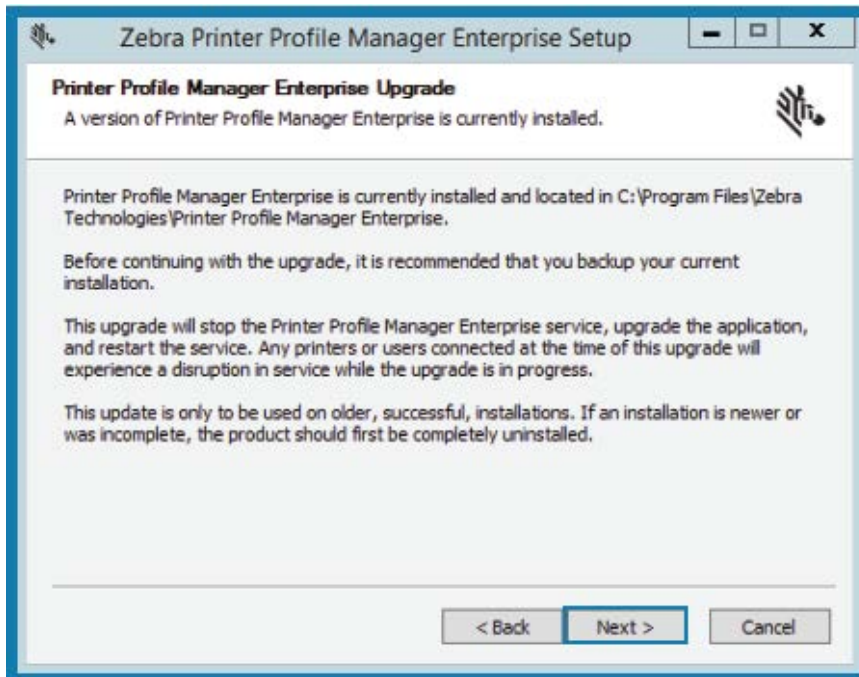 Zebra Printer Profile Manager Enterprise Setup
Printer Profile Manager Enterprise Upgrade
A version of Printer Profile Manager Enterprise is currently installed.
Printer Profile Manager Enterprise is currently installed and located in C:\Program Files\Zebra
Technologies\Printer Profile Manager Enterprise.
Before continuing with the upgrade, it is recommended that you backup your current
installation.
This upgrade will stop the Printer Profile Manager Enterprise service, upgrade the application,
and restart the service. Any printers or users connected at the time of this upgrade will
experience a disruption in service while the upgrade is in progress.
This update is only to be used on older, successful, installations. If an installation is newer or
was incomplete, the product should first be completely uninstalled.
< Back Next > Cancel